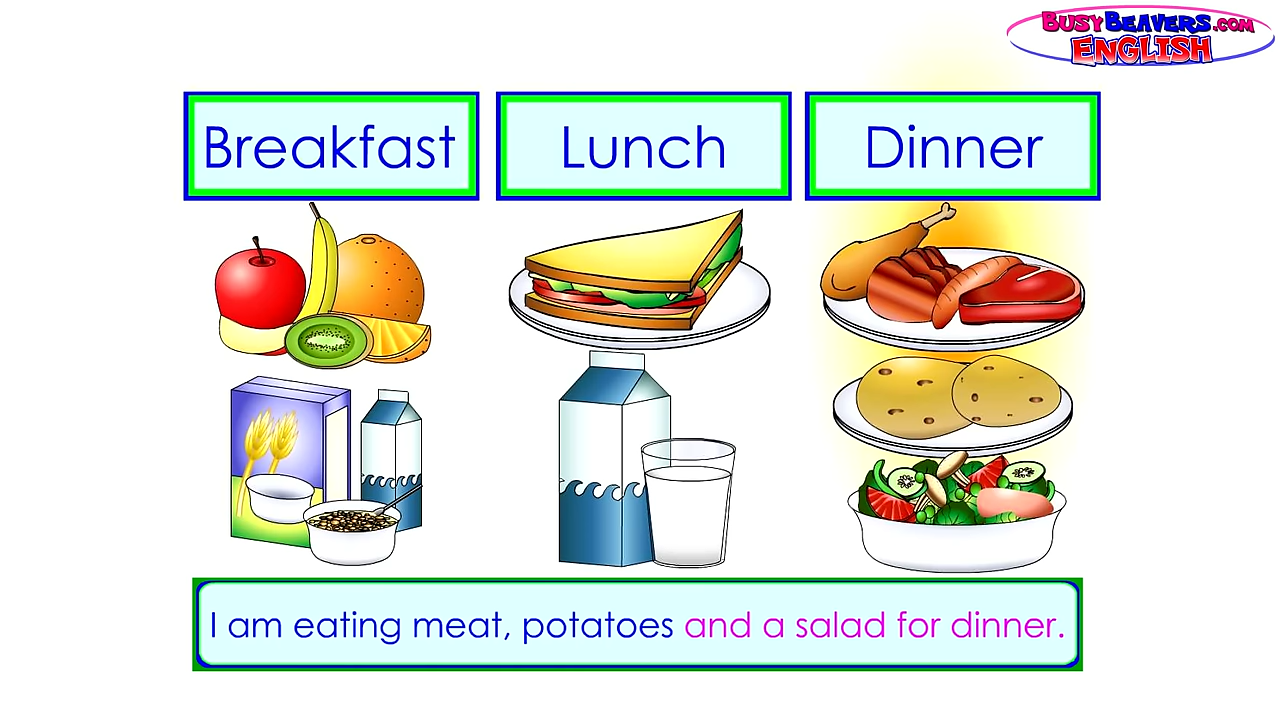 BUSYBEAVERS.COM
ENGLISH
Breakfast
Lunch
Dinner
I am eating meat, potatoes and a salad for dinner.